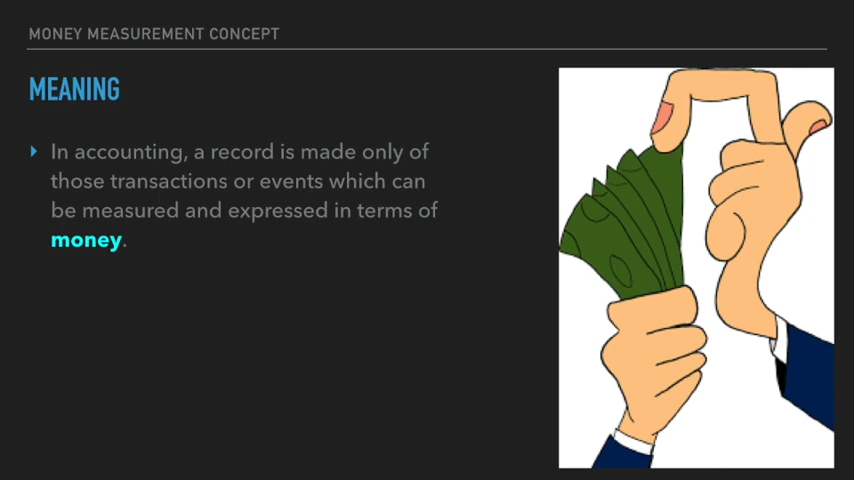 MONEY MEASUREMENT CONCEPT
MEANING
In accounting, a record is made only of
those transactions or events which can
be measured and expressed in terms of
money.